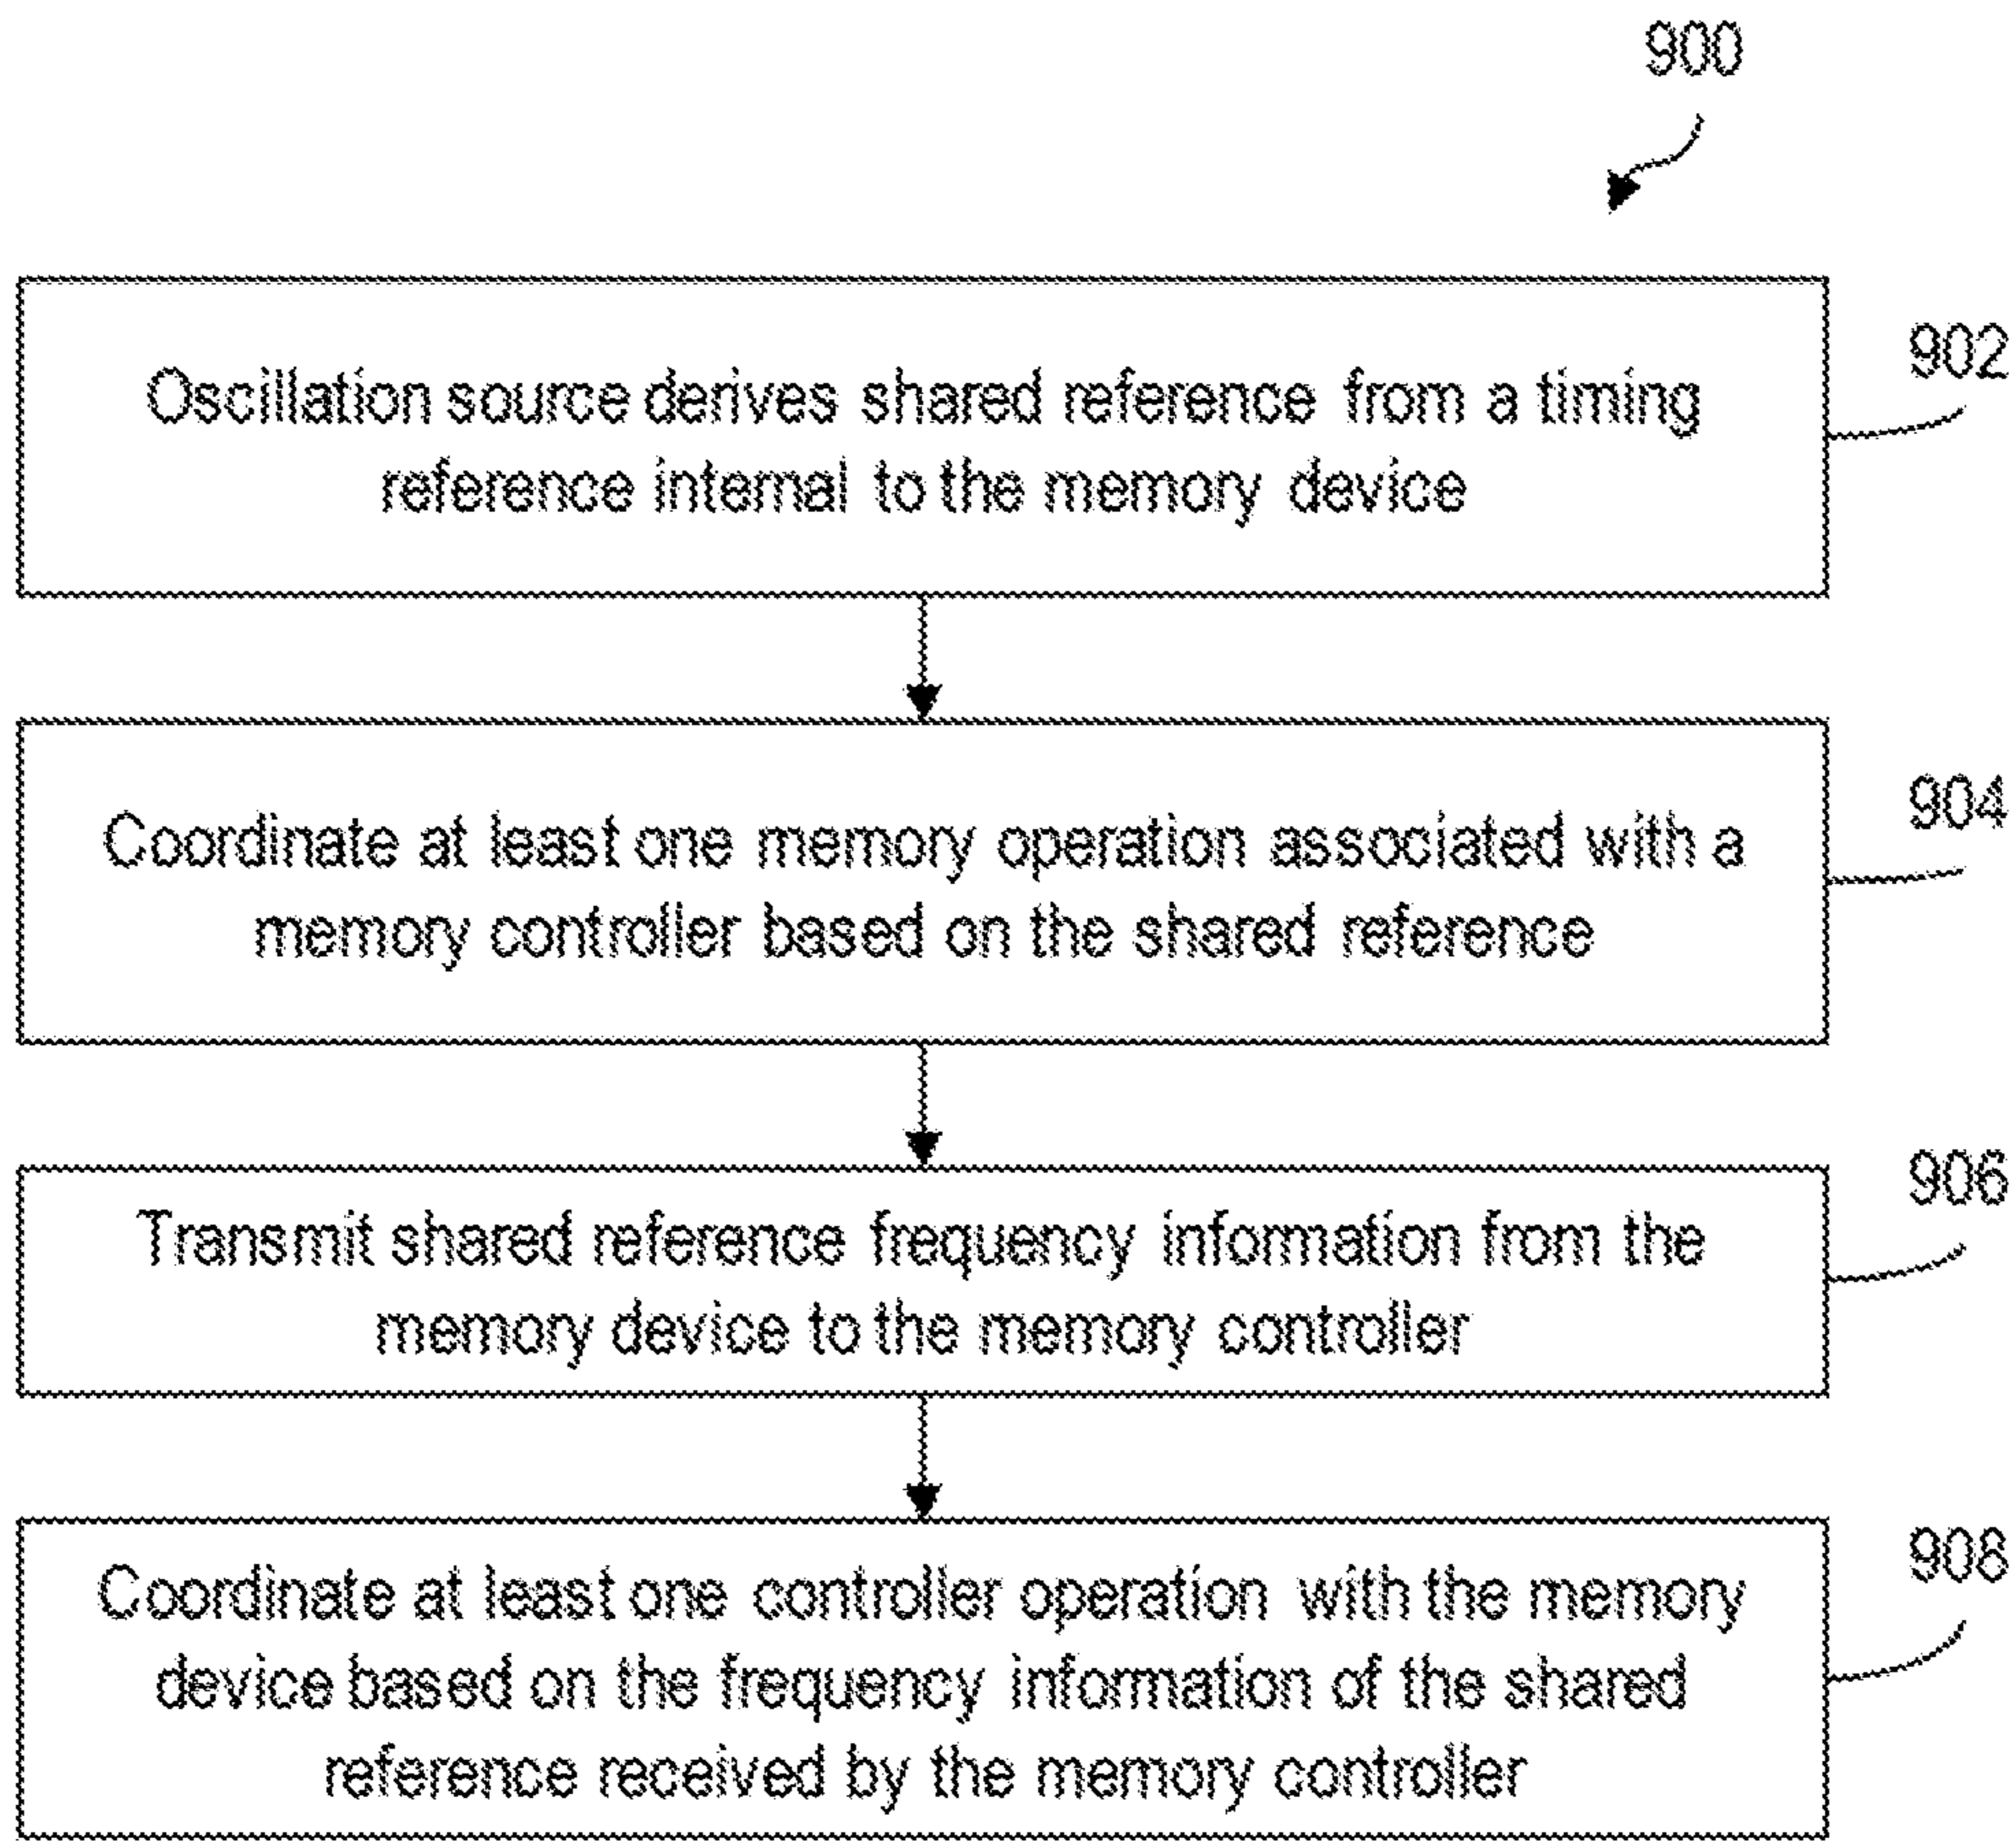 900
Oscillation source derives shared reference from a timing
reference internal to the memory device
902
Coordinate at least one memory operation associated with a
memory controller based on the shared reference
904
Transmit shared reference frequency information from the
memory device to the memory controller
906
Coordinate at least one controller operation with the memory
device based on the frequency information of the shared
reference received by the memory controller
908